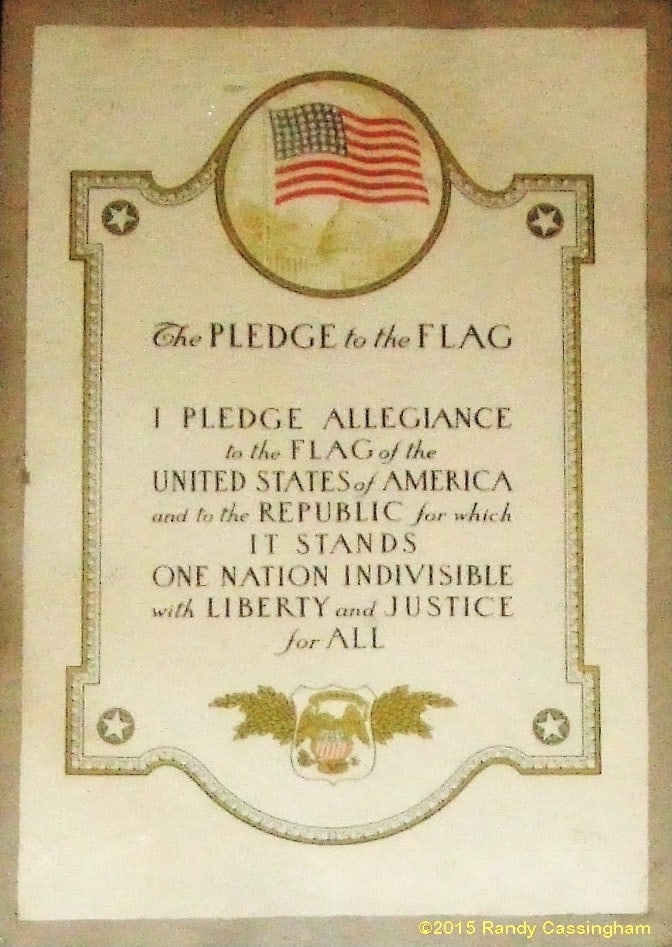 The PLEDGE to the FLAG
I PLEDGE ALLEGIANCE
to the FLAG of the
UNITED STATES of AMERICA
and to the REPUBLIC for which
IT STANDS
ONE NATION INDIVISIBLE
with LIBERTY and JUSTICE
for ALL
©2015 Randy Cassingham